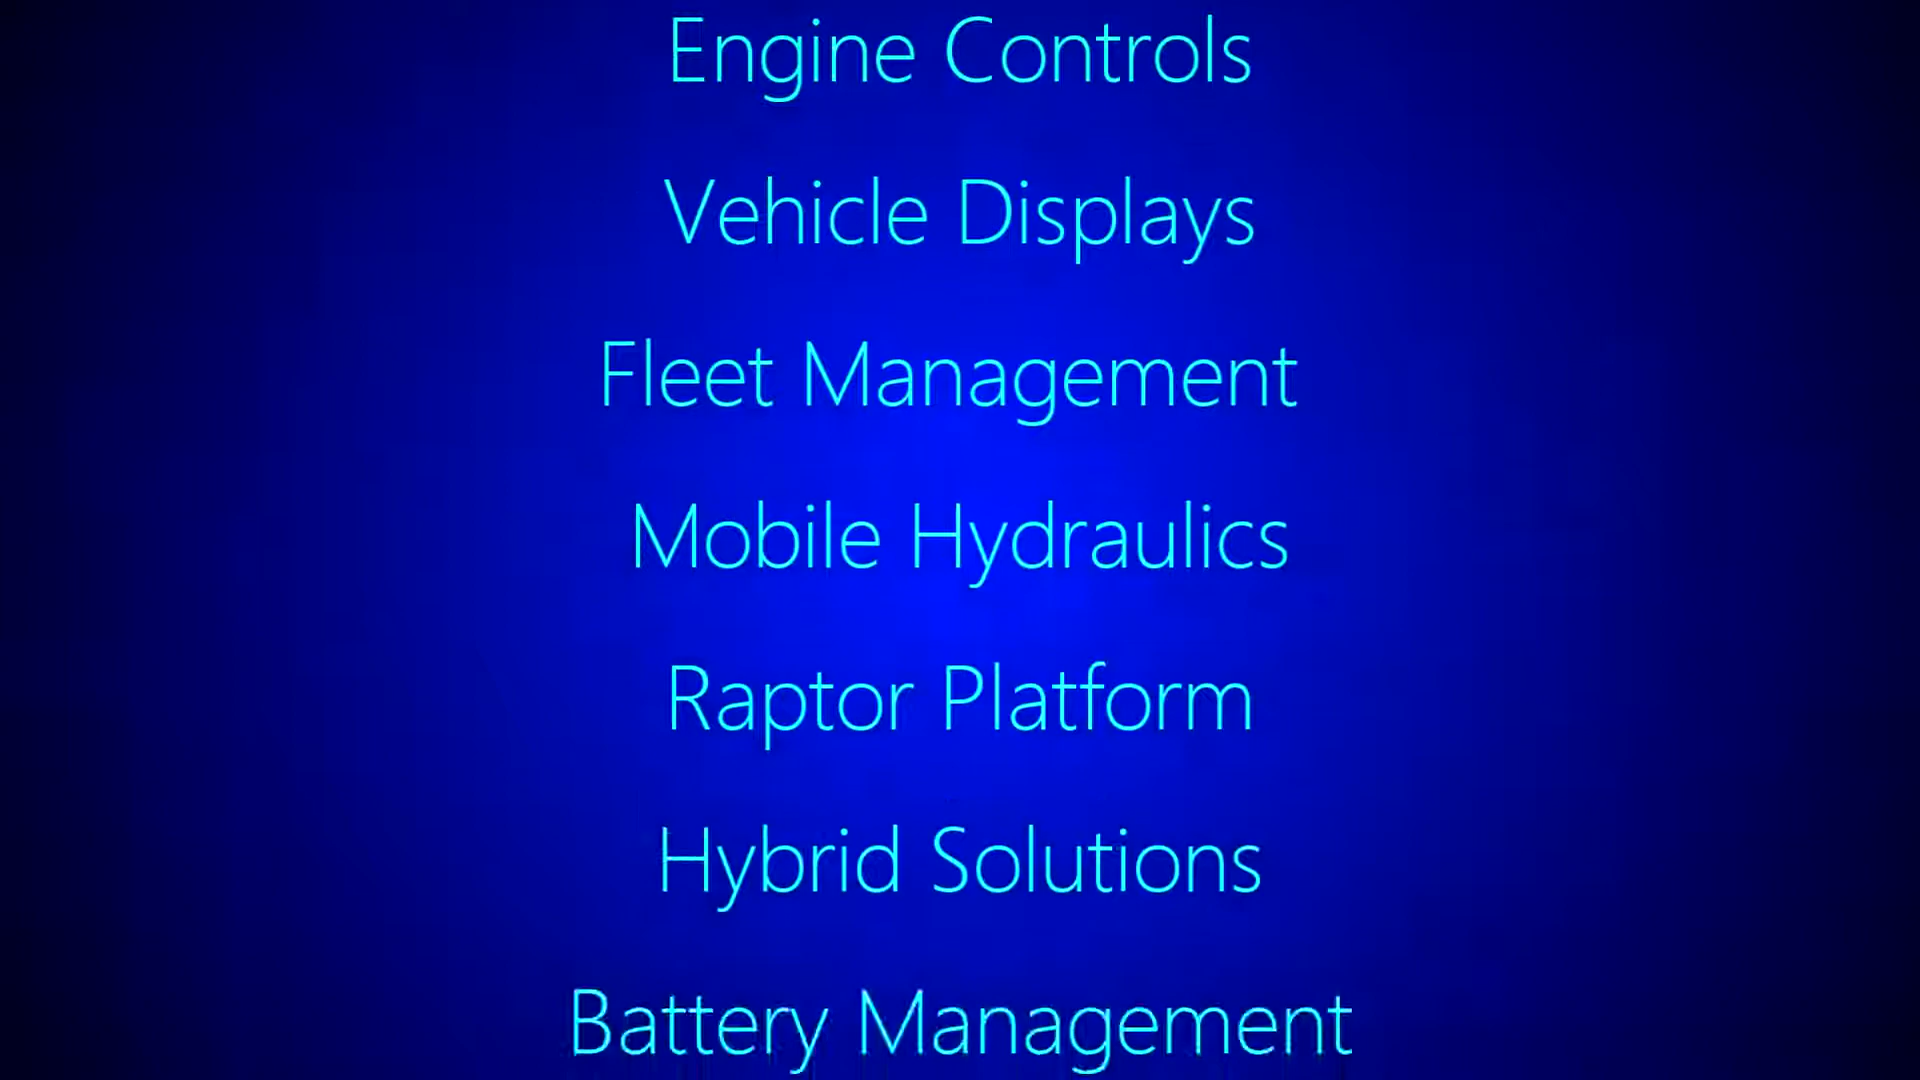 Engine Controls
Vehicle Displays
Fleet Management
Mobile Hydraulics
Raptor Platform
Hybrid Solutions
Battery Management